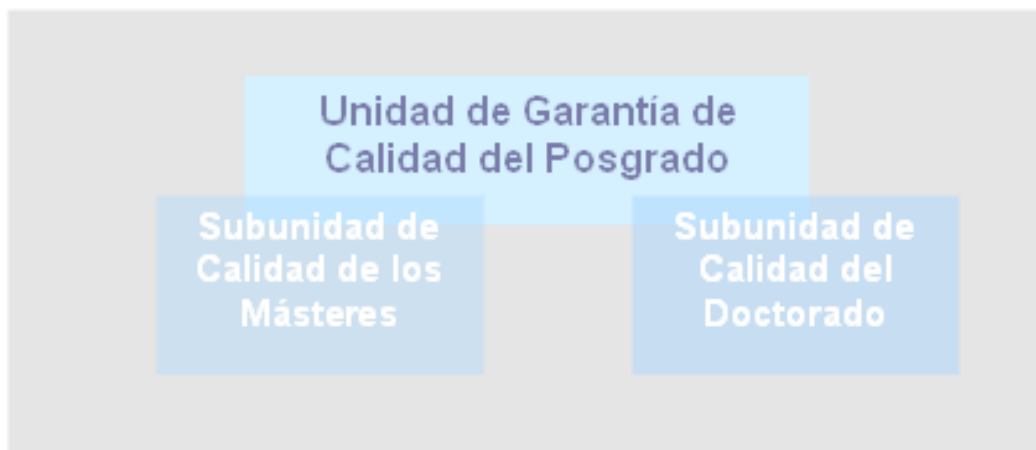 Unidad de Garantía de
Calidad del Posgrado
Subunidad de
Calidad de los
Másteres
Subunidad de
Calidad del
Doctorado